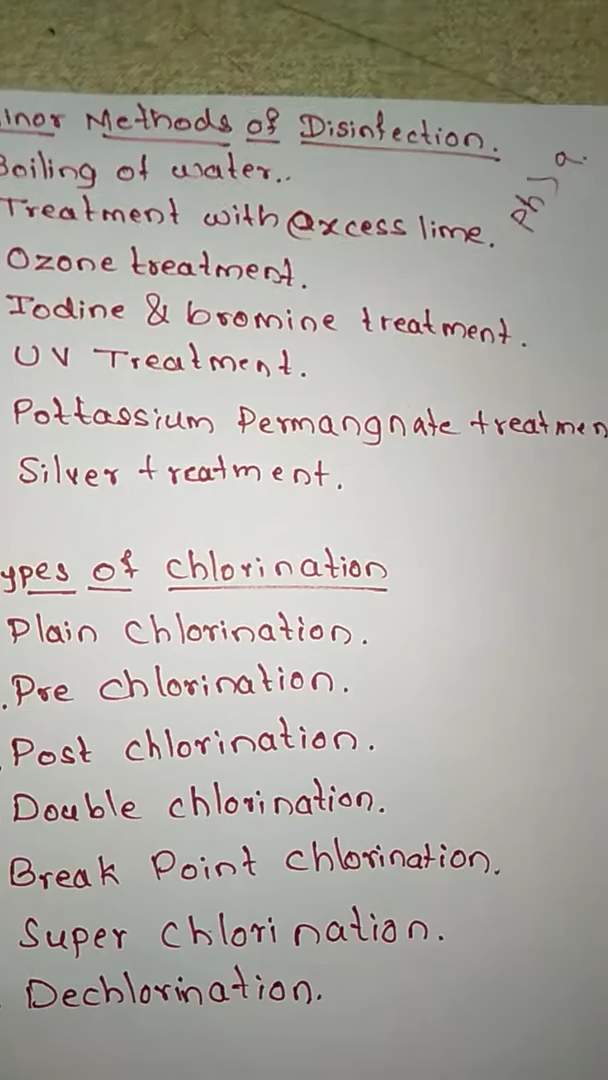 inor Methods of Disinfection.
Boiling of water..
Treatment with excess lime.
Ozone treatment.
Iodine & bromine treatment.
UV Treatment.
Pottassium Permangnate treatmen
Silver treatment.
ypes of chlorination
Plain Chlorination.
Pre chlorination.
Post chlorination.
Double chlorination.
Break Point chlorination.
Super Chlorination.
Dechlorination.